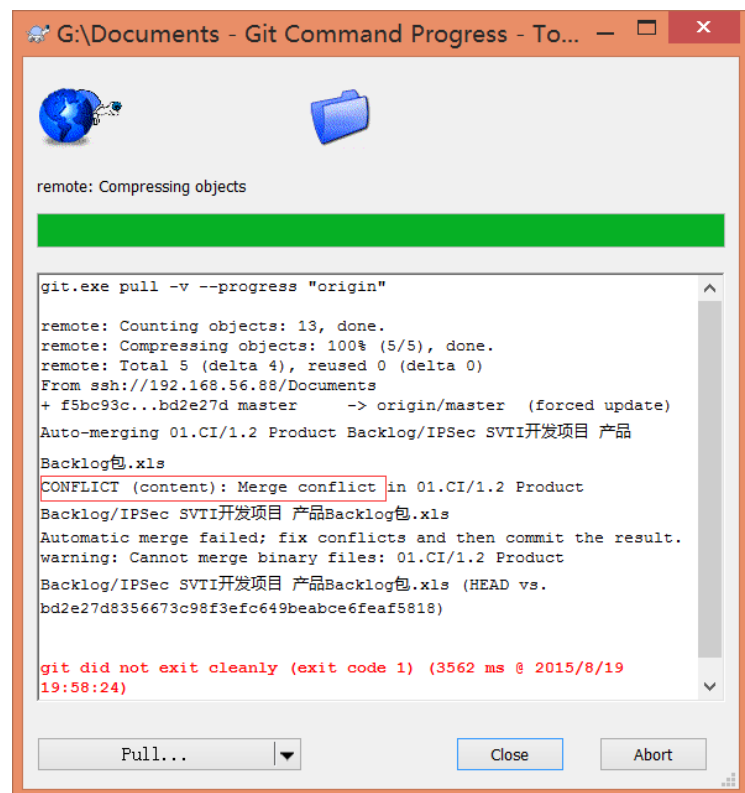 G:\Documents - Git Command Progress - To...
remote: Compressing objects
git.exe pull -v --progress "origin"
remote: Counting objects: 13, done.
remote: Compressing objects: 100% (5/5), done.
remote: Total 5 (delta 4), reused 0 (delta 0)
From ssh://192.168.56.88/Documents
+ f5bc93c...bd2e27d master -> origin/master (forced update)
Auto-merging 01.CI/1.2 Product Backlog/IPSec SVTI开发项目 产品
Backlog包.xls
CONFLICT (content): Merge conflict in 01.CI/1.2 Product
Backlog/IPSec SVTI开发项目 产品Backlog包.xls
Automatic merge failed; fix conflicts and then commit the result.
warning: Cannot merge binary files: 01.CI/1.2 Product
Backlog/IPSec SVTI开发项目 产品Backlog包.xls (HEAD vs.
bd2e27d8356673c98f3efc649beabce6feaf5818)
git did not exit cleanly (exit code 1) (3562 ms @ 2015/8/19
19:58:24)
Pull...
Close
Abort